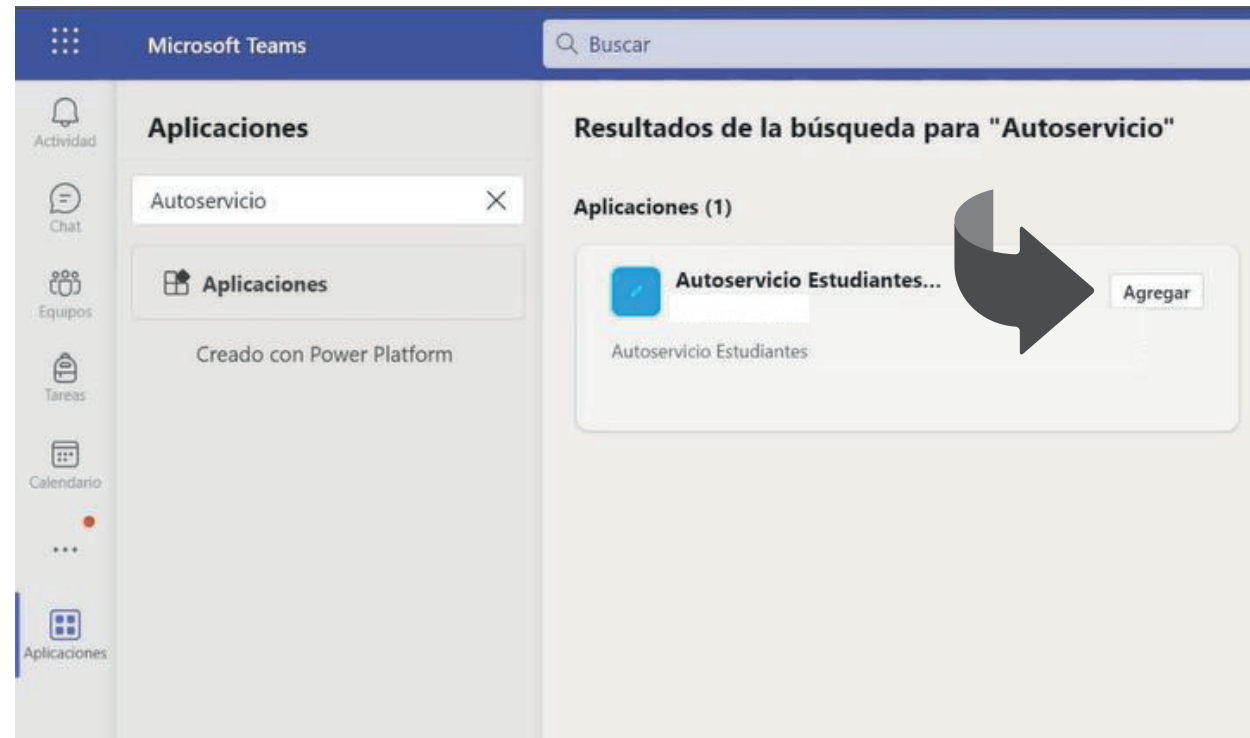 Microsoft Teams
Buscar
Actividad
Chat
Equipos
Tareas
Calendario
...
Aplicaciones
Aplicaciones
Autoservicio
Aplicaciones
Creado con Power Platform
Resultados de la búsqueda para "Autoservicio"
Aplicaciones (1)
Autoservicio Estudiantes...
Agregar
Autoservicio Estudiantes